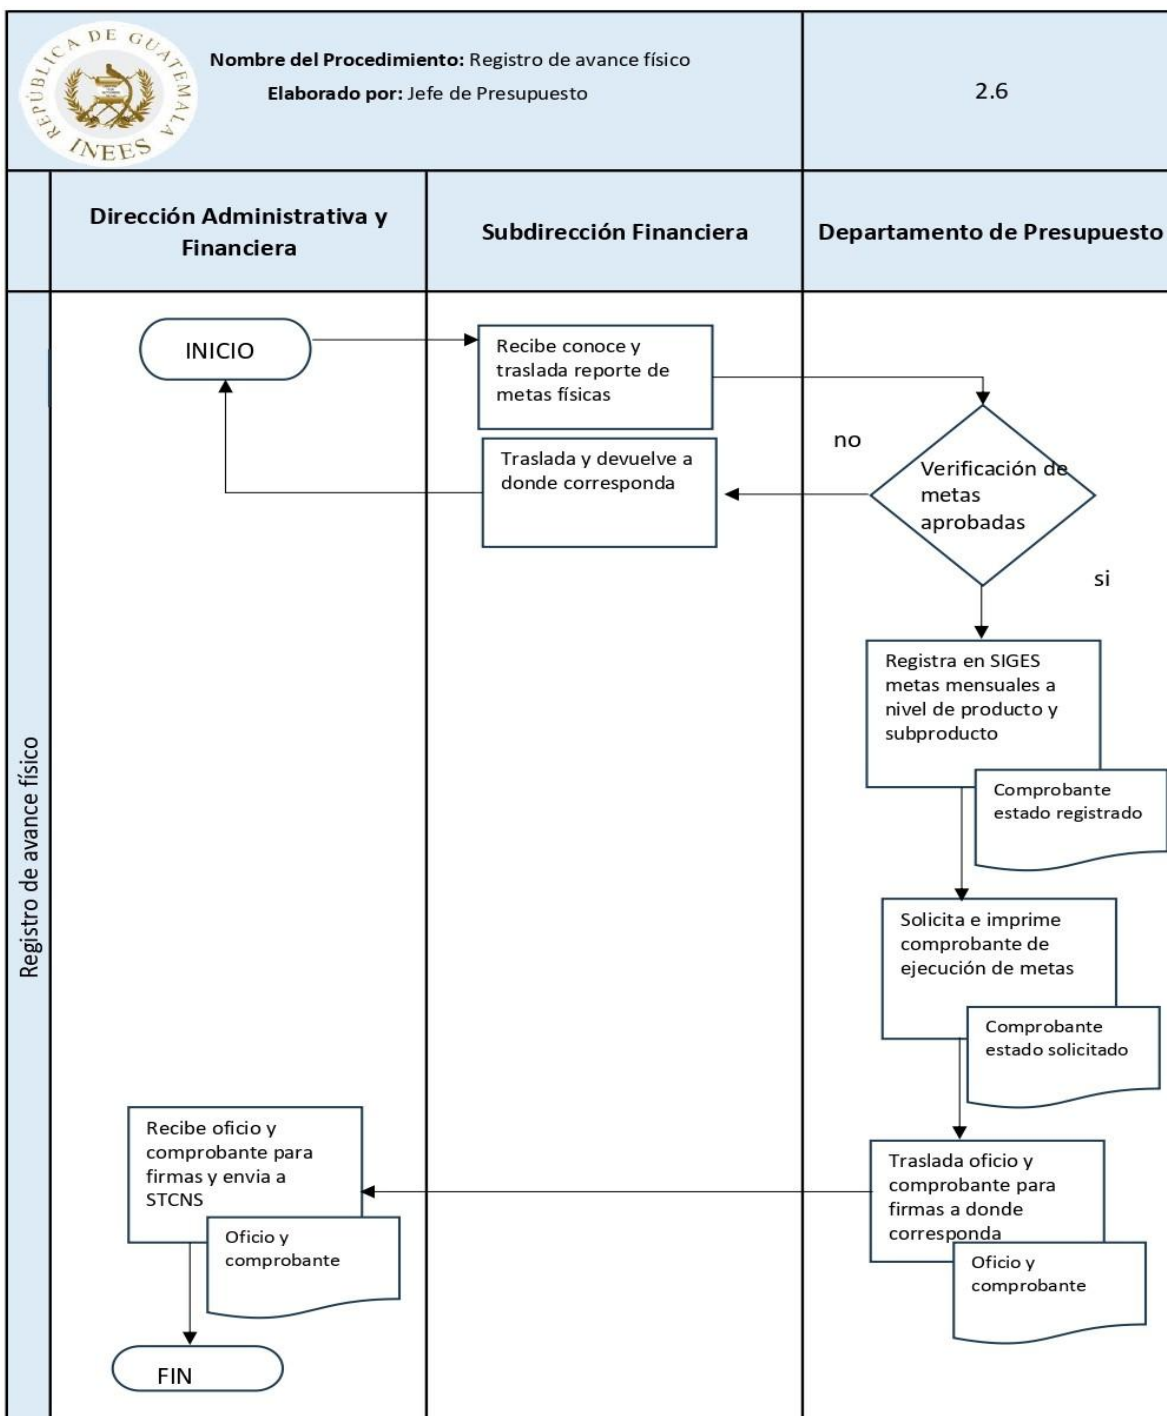 REPÚBLICA DE GUATEMALA
INEES
Nombre del Procedimiento: Registro de avance físico
Elaborado por: Jefe de Presupuesto
2.6
Dirección Administrativa y
Financiera
Subdirección Financiera
Departamento de Presupuesto
Registro de avance físico
INICIO
Recibe conoce y
traslada reporte de
metas físicas
no
Verificación de
metas
aprobadas
Traslada y devuelve a
donde corresponda
si
Registra en SIGES
metas mensuales a
nivel de producto y
subproducto
Comprobante
estado registrado
Solicita e imprime
comprobante de
ejecución de metas
Comprobante
estado solicitado
Traslada oficio y
comprobante para
firmas a donde
corresponda
Oficio y
comprobante
Recibe oficio y
comprobante para
firmas y envia a
STCNS
Oficio y
comprobante
FIN